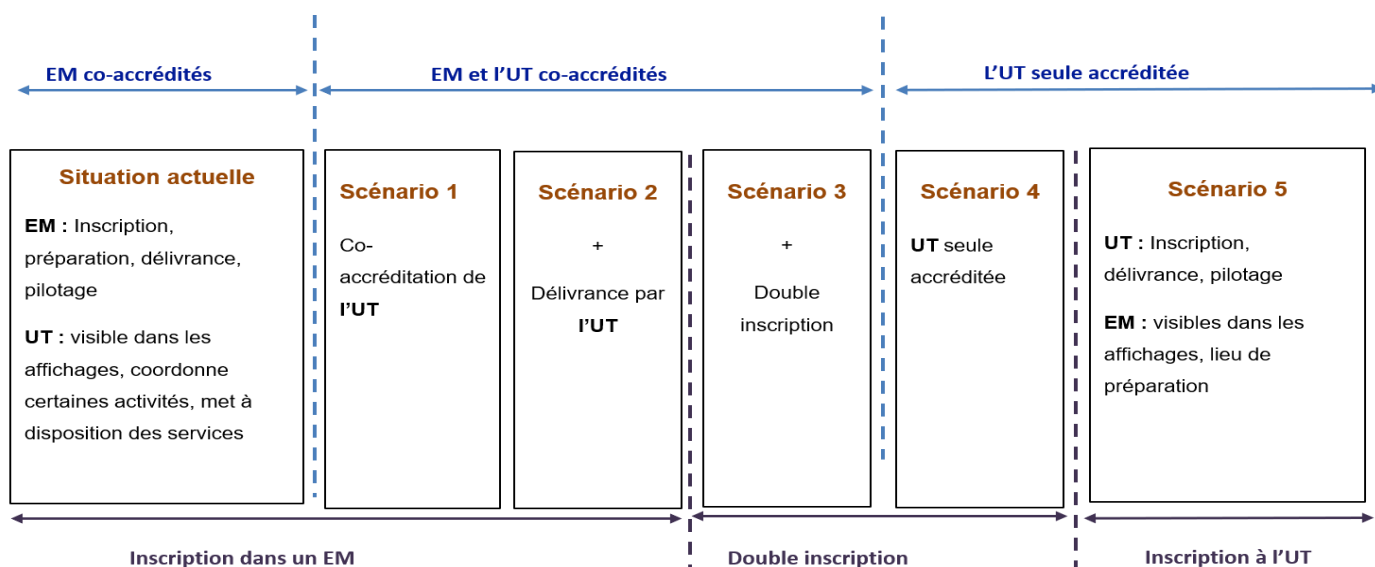 EM co-accrédités
EM et l'UT co-accrédités
L'UT seule accréditée
Situation actuelle
EM : Inscription,
préparation, délivrance,
pilotage
UT : visible dans les
affichages, coordonne
certaines activités, met à
disposition des services
Scénario 1
Co-
accréditation de
l'UT
Scénario 2
+
Délivrance par
l'UT
Scénario 3
+
Double
inscription
Scénario 4
UT seule
accréditée
Scénario 5
UT : Inscription,
délivrance, pilotage
EM : visibles dans les
affichages, lieu de
préparation
Inscription dans un EM
Double inscription
Inscription à l'UT